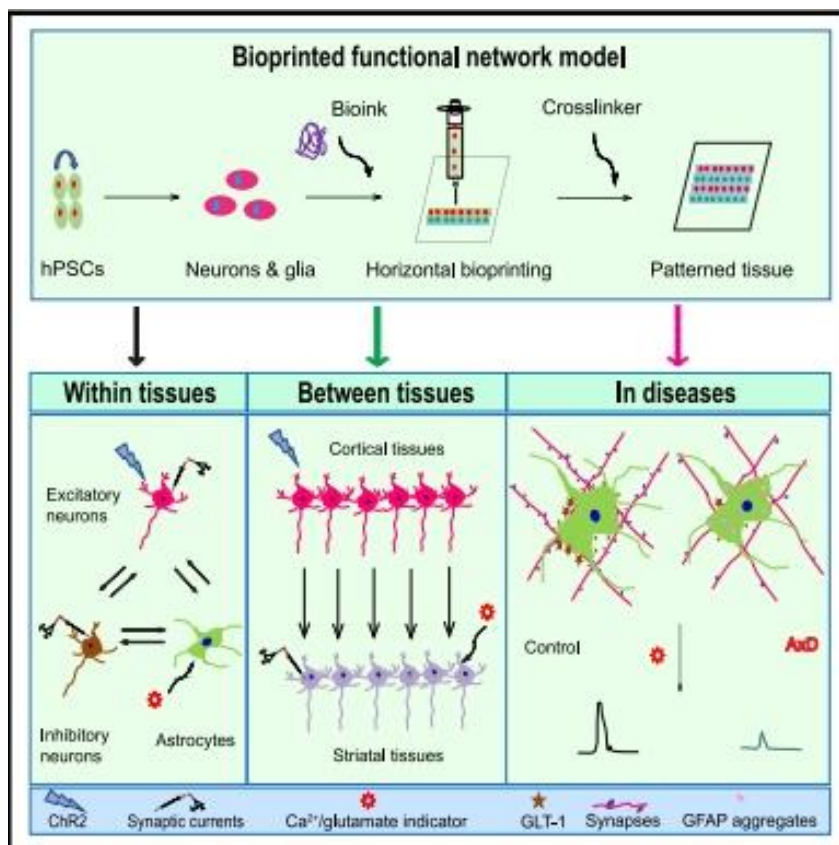 Bioprinted functional network model
Bioink
Crosslinker
hPSCs
Neurons & glia
Horizontal bioprinting
Patterned tissue
Within tissues
Between tissues
In diseases
Excitatory
neurons
Inhibitory
neurons
Astrocytes
Cortical tissues
Striatal tissues
Control
AxD
ChR2
Synaptic currents
Ca²⁺/glutamate indicator
GLT-1
Synapses
GFAP aggregates